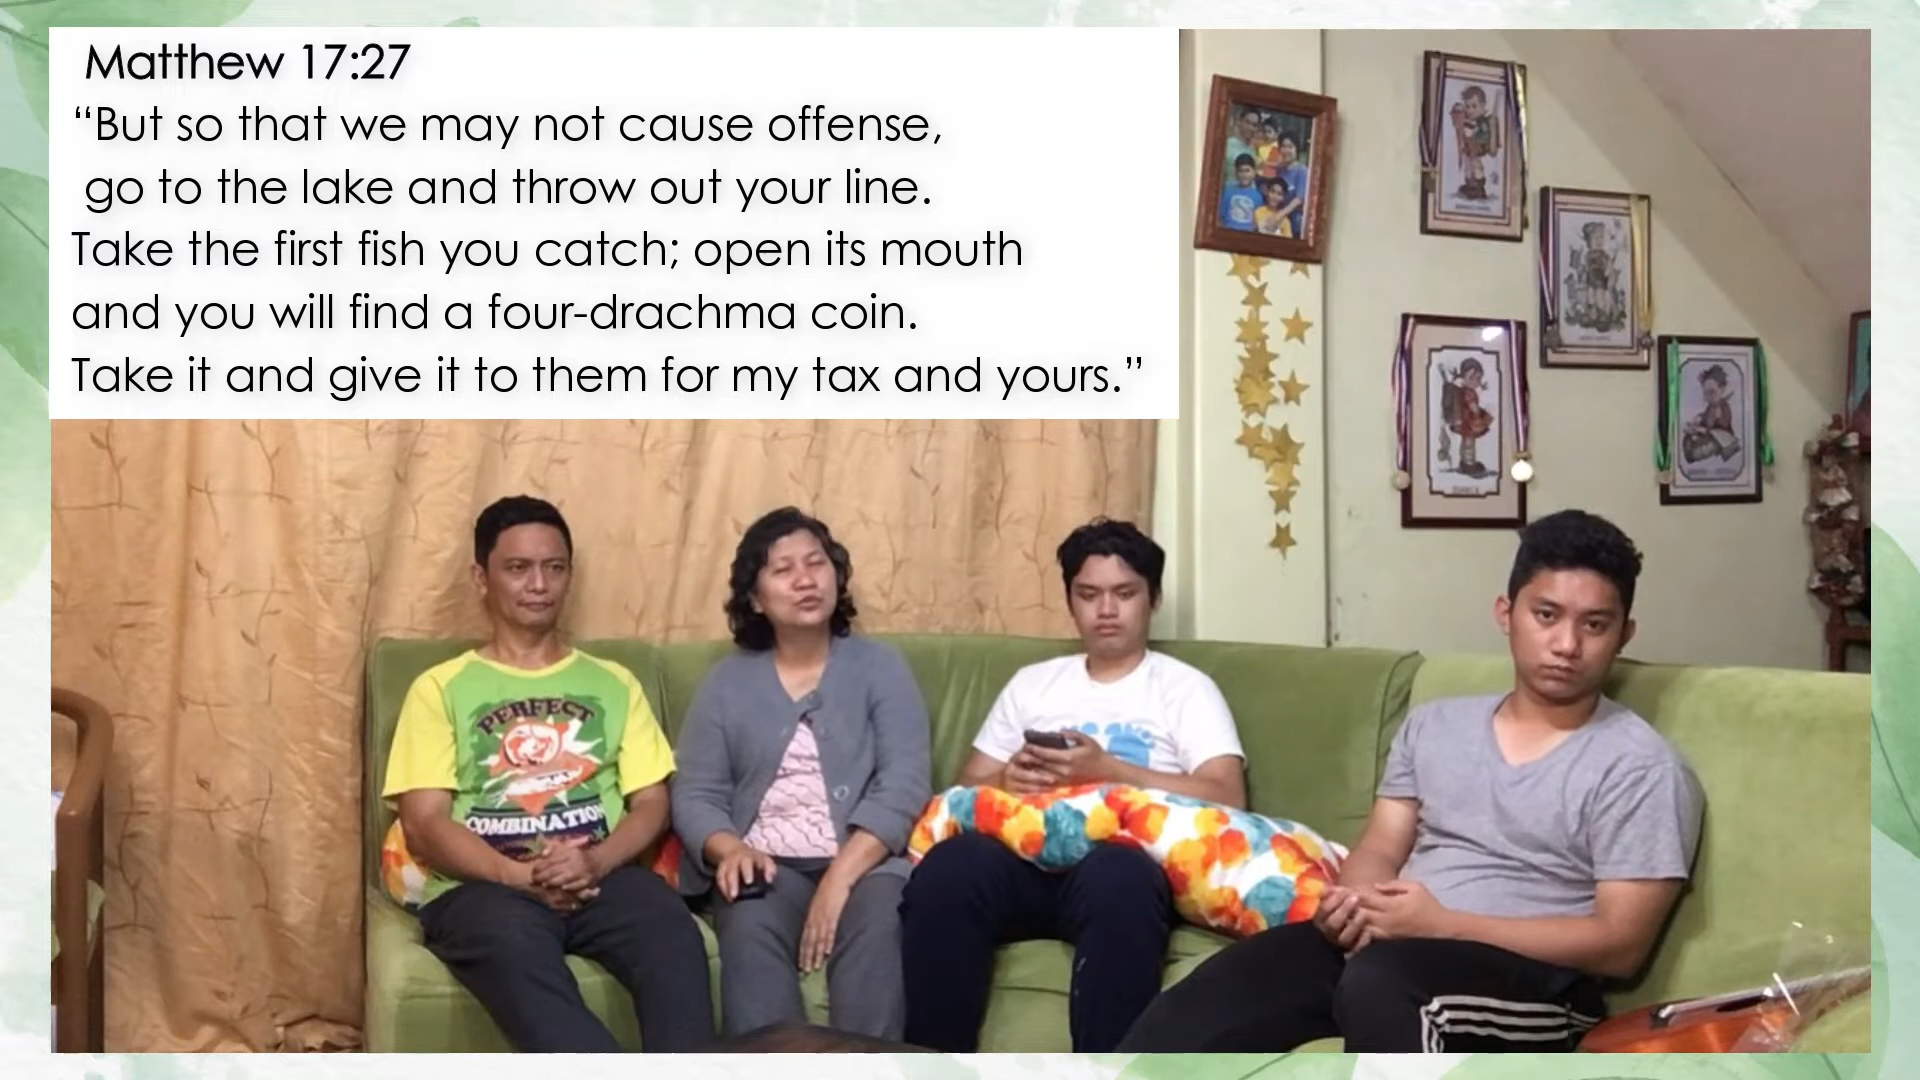 Matthew 17:27
“But so that we may not cause offense,
go to the lake and throw out your line.
Take the first fish you catch; open its mouth
and you will find a four-drachma coin.
Take it and give it to them for my tax and yours.”
PERFECT
COMBINATION